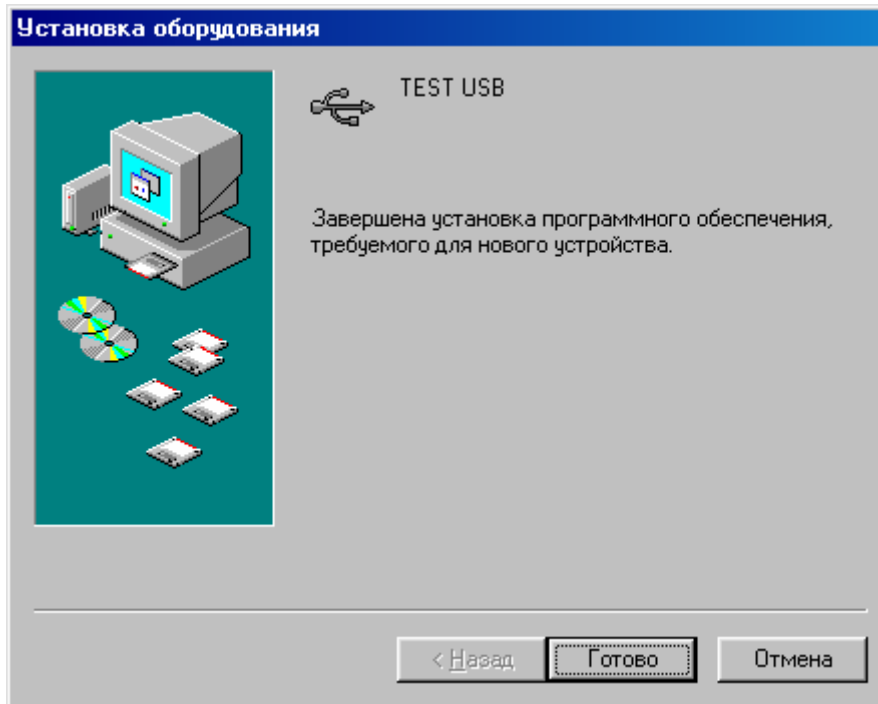 Установка оборудования
TEST USB
Завершена установка программного обеспечения,
требуемого для нового устройства.
< Назад
Готово
Отмена